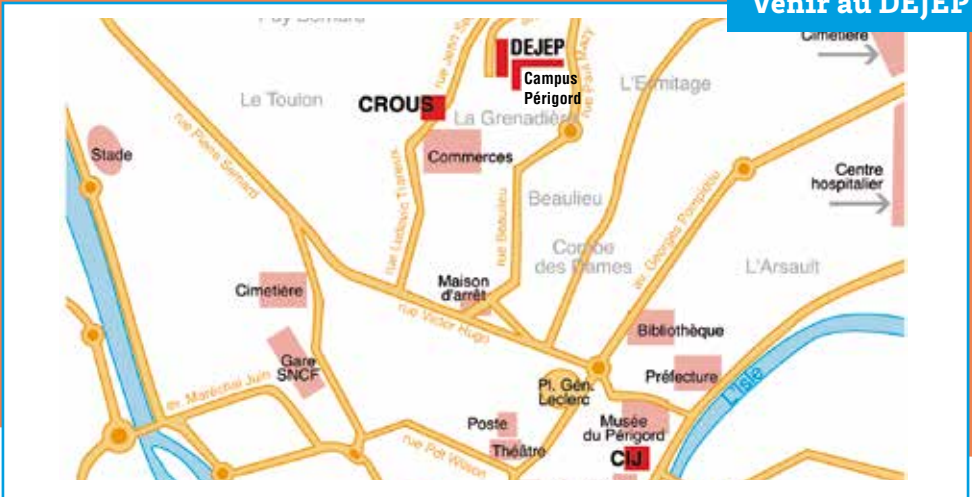 Venir au DEJEP
Puy Bernard
DEJEP
Campus
Périgord
Cimetière
L'Ermitage
Le Toulon
CROUS
La Grenadière
Stade
rue Pierre Semard
Commerces
Centre
hospitalier
rue Ludovic Trarieux
rue Beaulieu
Beaulieu
av. Georges Pompidou
Combe
des Dames
L'Arsault
Cimetière
Maison
d'arrêt
rue Victor Hugo
Bibliothèque
Gare
SNCF
Préfecture
L'Isle
av. Maréchal Juin
Pl. Gén.
Leclerc
Poste
Musée
du Périgord
Théâtre
rue Pdt Wilson
CIJ